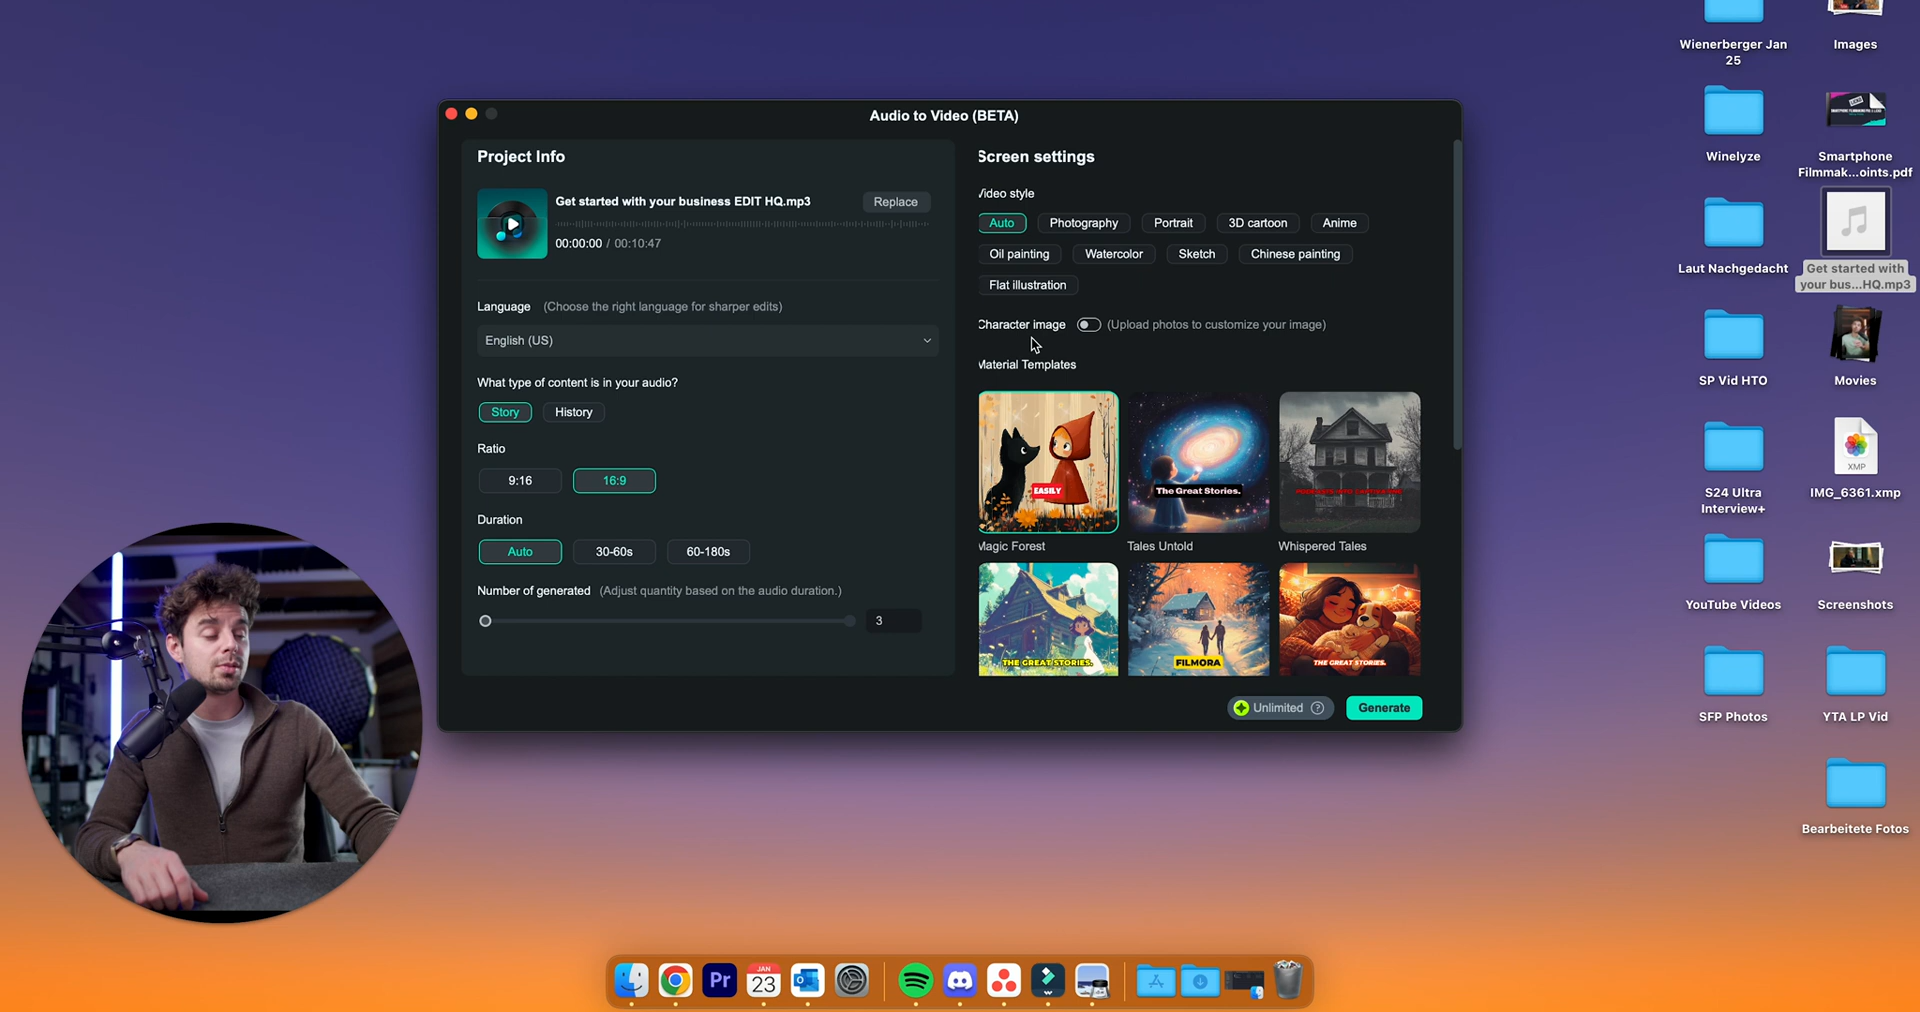 Audio to Video (BETA)
Project Info
Get started with your business EDIT HQ.mp3
Replace
00:00:00 / 00:10:47
Language (Choose the right language for sharper edits)
English (US)
What type of content is in your audio?
Story
History
Ratio
9:16
16:9
Duration
Auto
30-60s
60-180s
Number of generated (Adjust quantity based on the audio duration.)
3
Screen settings
Video style
Auto
Photography
Portrait
3D cartoon
Anime
Oil painting
Watercolor
Sketch
Chinese painting
Flat illustration
Character image (Upload photos to customize your image)
Material Templates
EASILY
The Great Stories.
Magic Forest
Tales Untold
Whispered Tales
THE GREAT STORIES.
FILMORA
THE GREAT STORIES.
Unlimited ?
Generate
Wienerberger Jan
25
Images
Winelyze
Smartphone
Filmmak...oints.pdf
Laut Nachgedacht
Get started with
your bus...HQ.mp3
SP Vid HTO
Movies
XMP
S24 Ultra
Interview+
IMG_6361.xmp
YouTube Videos
Screenshots
SFP Photos
YTA LP Vid
Bearbeitete Fotos
Pr
JAN
23